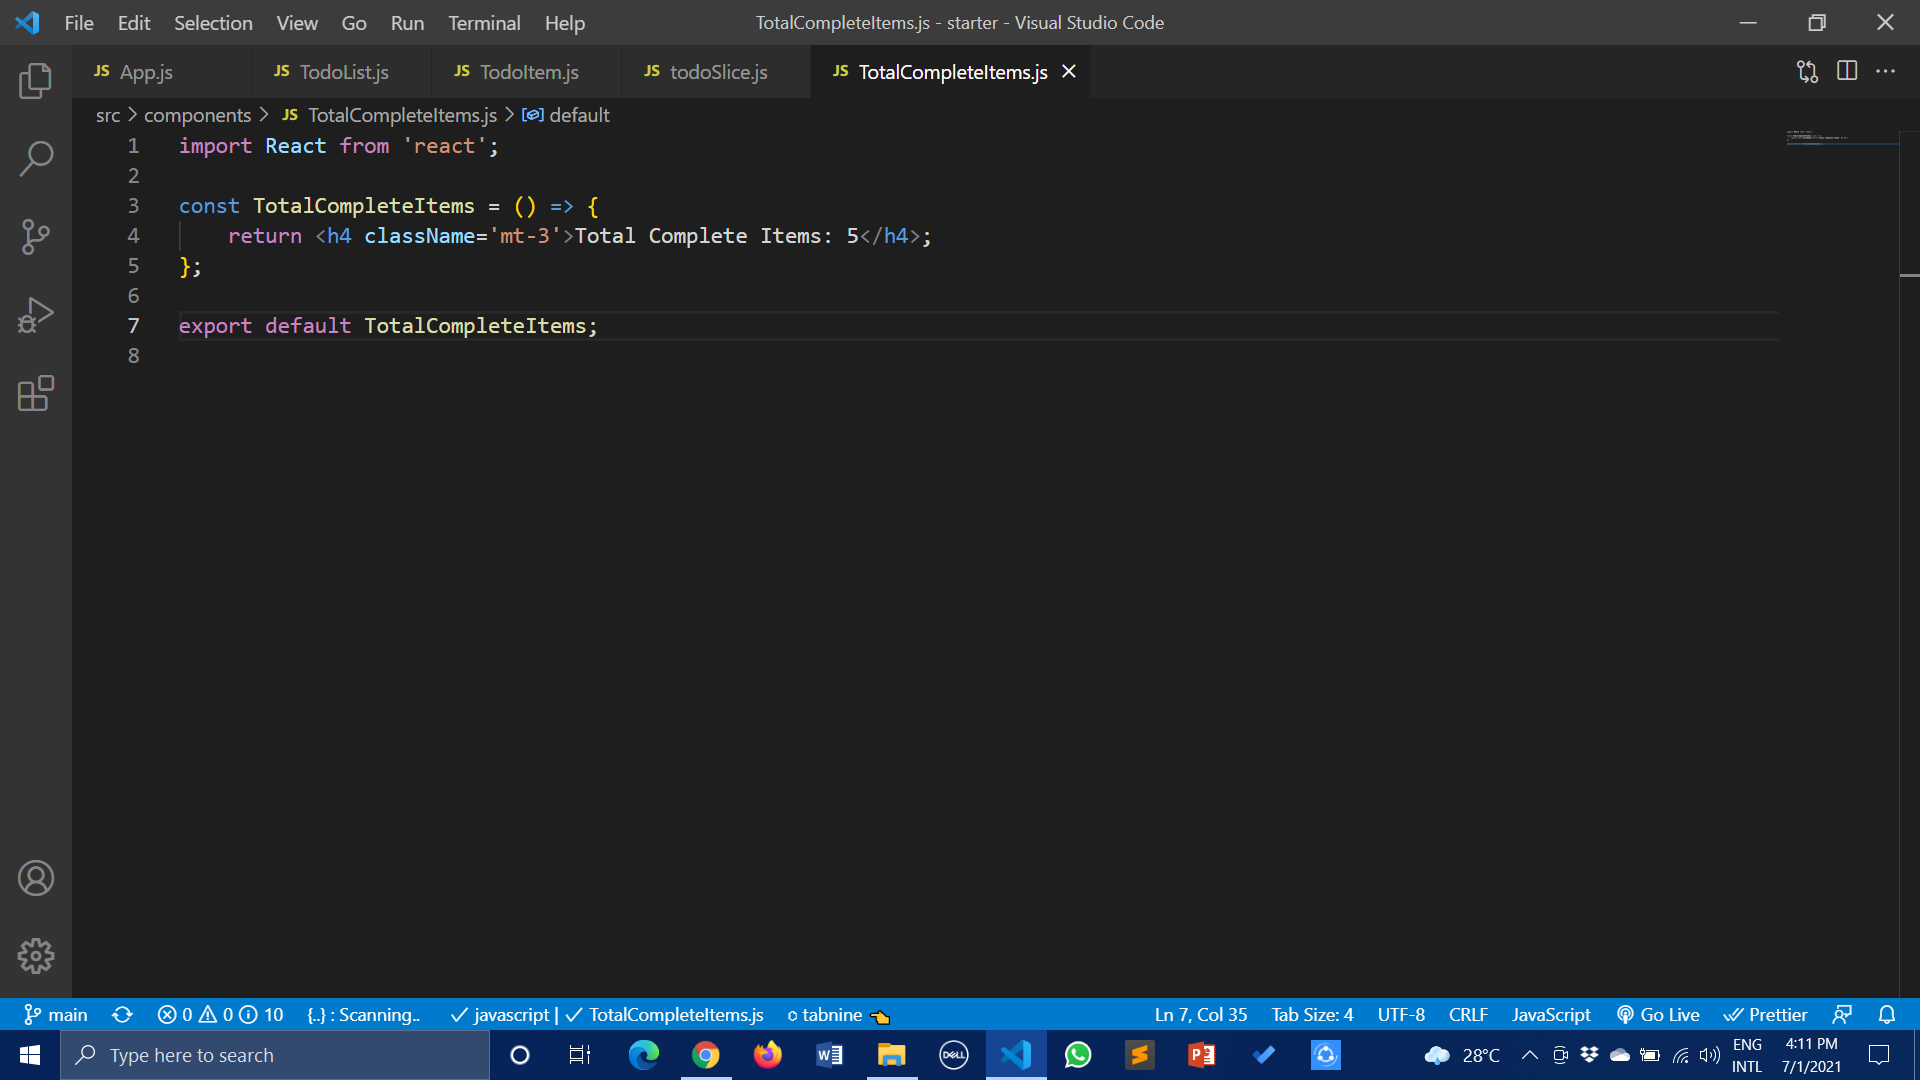 File Edit Selection View Go Run Terminal Help TotalCompleteItems.js - starter - Visual Studio Code
JS App.js JS TodoList.js JS TodoItem.js JS todoSlice.js JS TotalCompleteItems.js
src > components > JS TotalCompleteItems.js > default
1 import React from 'react';
2
3 const TotalCompleteItems = () => {
4 return <h4 className='mt-3'>Total Complete Items: 5</h4>;
5 };
6
7 export default TotalCompleteItems;
8
main 0 0 10 {..} : Scanning.. javascript | TotalCompleteItems.js tabnine Ln 7, Col 35 Tab Size: 4 UTF-8 CRLF JavaScript Go Live Prettier
Type here to search DELL 28°C ENG INTL 4:11 PM 7/1/2021